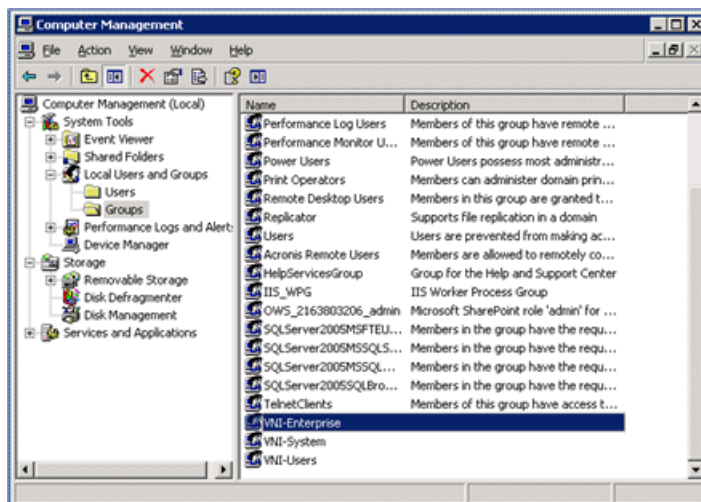 Computer Management
File Action View Window Help
Computer Management (Local)
System Tools
Event Viewer
Shared Folders
Local Users and Groups
Users
Groups
Performance Logs and Alert:
Device Manager
Storage
Removable Storage
Disk Defragmenter
Disk Management
Services and Applications
Name Description
Performance Log Users Members of this group have remote ...
Performance Monitor U... Members of this group have remote ...
Power Users Power Users possess most administr...
Print Operators Members can administer domain prin...
Remote Desktop Users Members in this group are granted t...
Replicator Supports file replication in a domain
Users Users are prevented from making ac...
Acronis Remote Users Members are allowed to remotely co...
HelpServicesGroup Group for the Help and Support Center
IIS_WPG IIS Worker Process Group
OWS_2163803206_admin Microsoft SharePoint role 'admin' for ...
SQLServer2005MSFTEU... Members in the group have the requ...
SQLServer2005MSSQLS... Members in the group have the requ...
SQLServer2005MSSQL... Members in the group have the requ...
SQLServer2005SQLBro... Members in the group have the requ...
TelnetClients Members of this group have access t...
VNI-Enterprise
VNI-System
VNI-Users